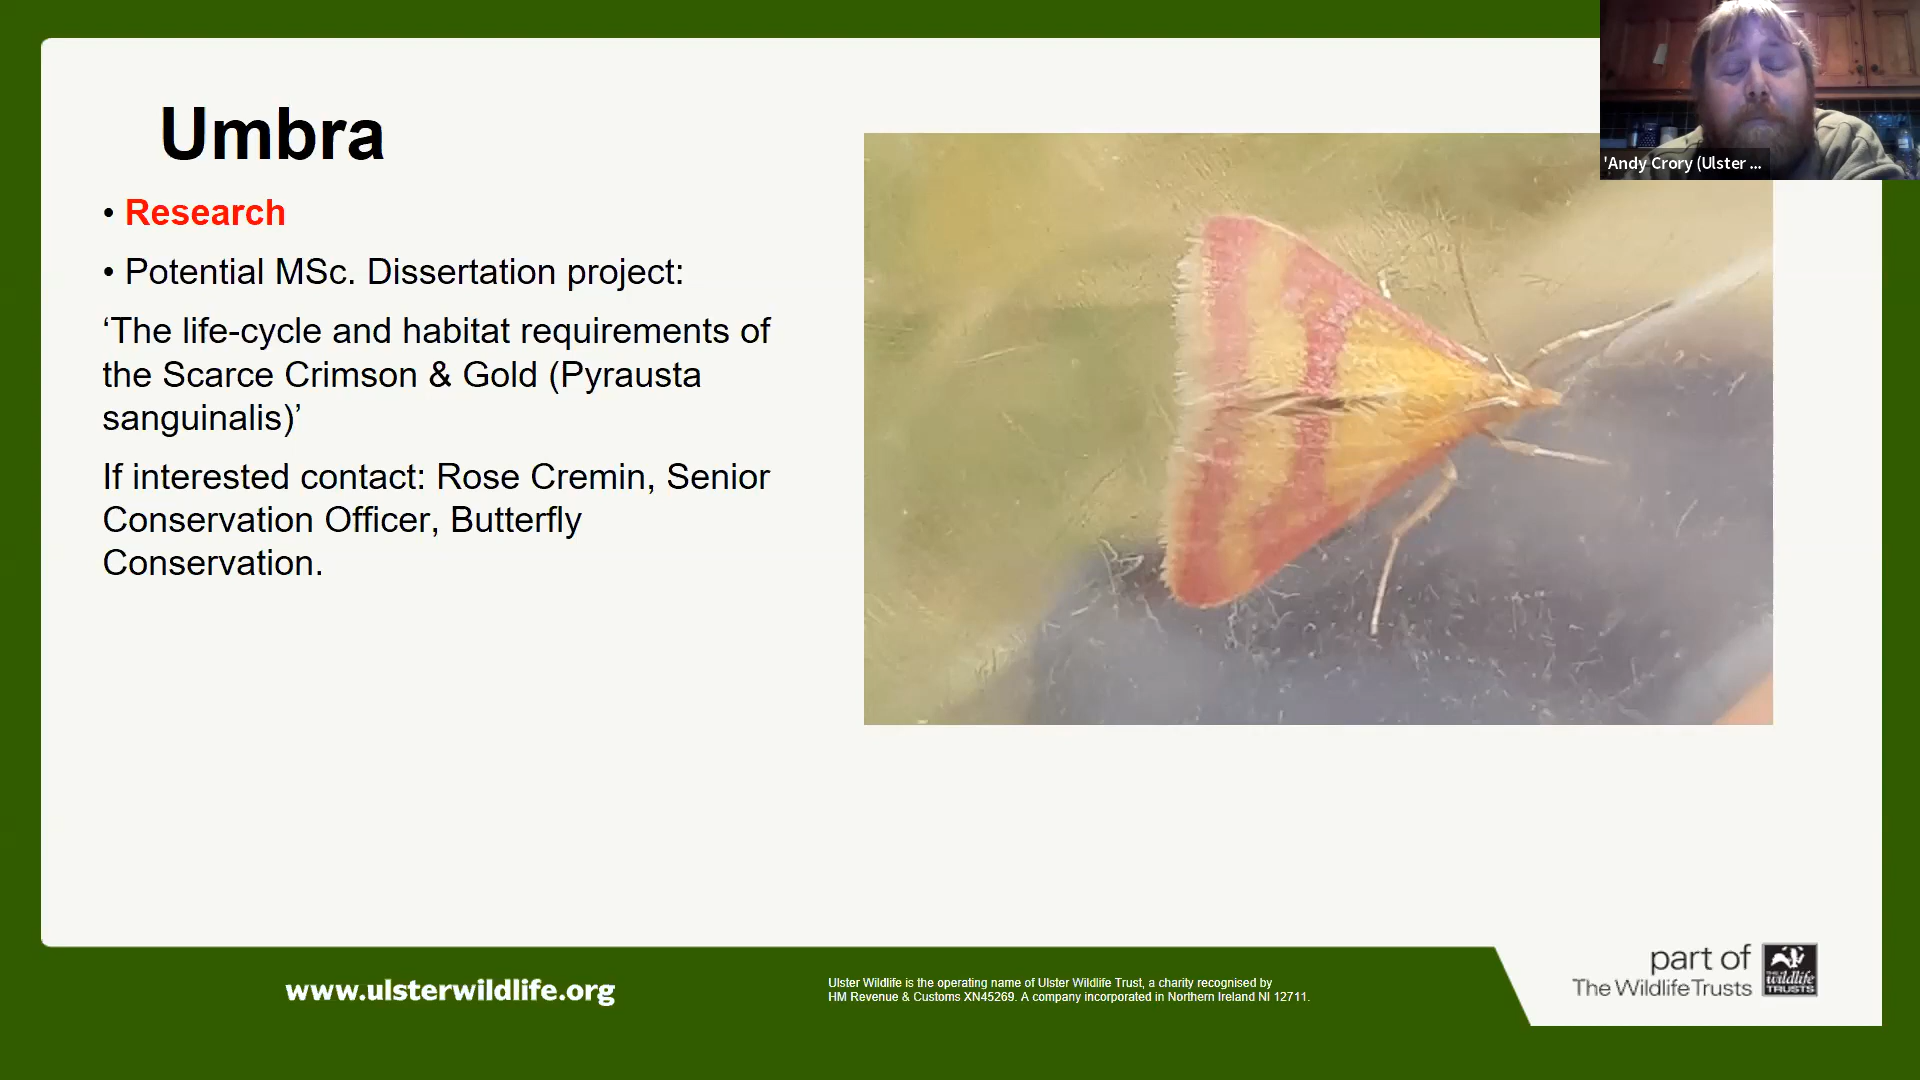 Umbra
• Research
• Potential MSc. Dissertation project:
‘The life-cycle and habitat requirements of
the Scarce Crimson & Gold (Pyrausta
sanguinalis)’
If interested contact: Rose Cremin, Senior
Conservation Officer, Butterfly
Conservation.
'Andy Crory (Ulster ...
www.ulsterwildlife.org
Ulster Wildlife is the operating name of Ulster Wildlife Trust, a charity recognised by
HM Revenue & Customs XN45269. A company incorporated in Northern Ireland NI 12711.
part of
The Wildlife Trusts
THE
wildlife
TRUSTS